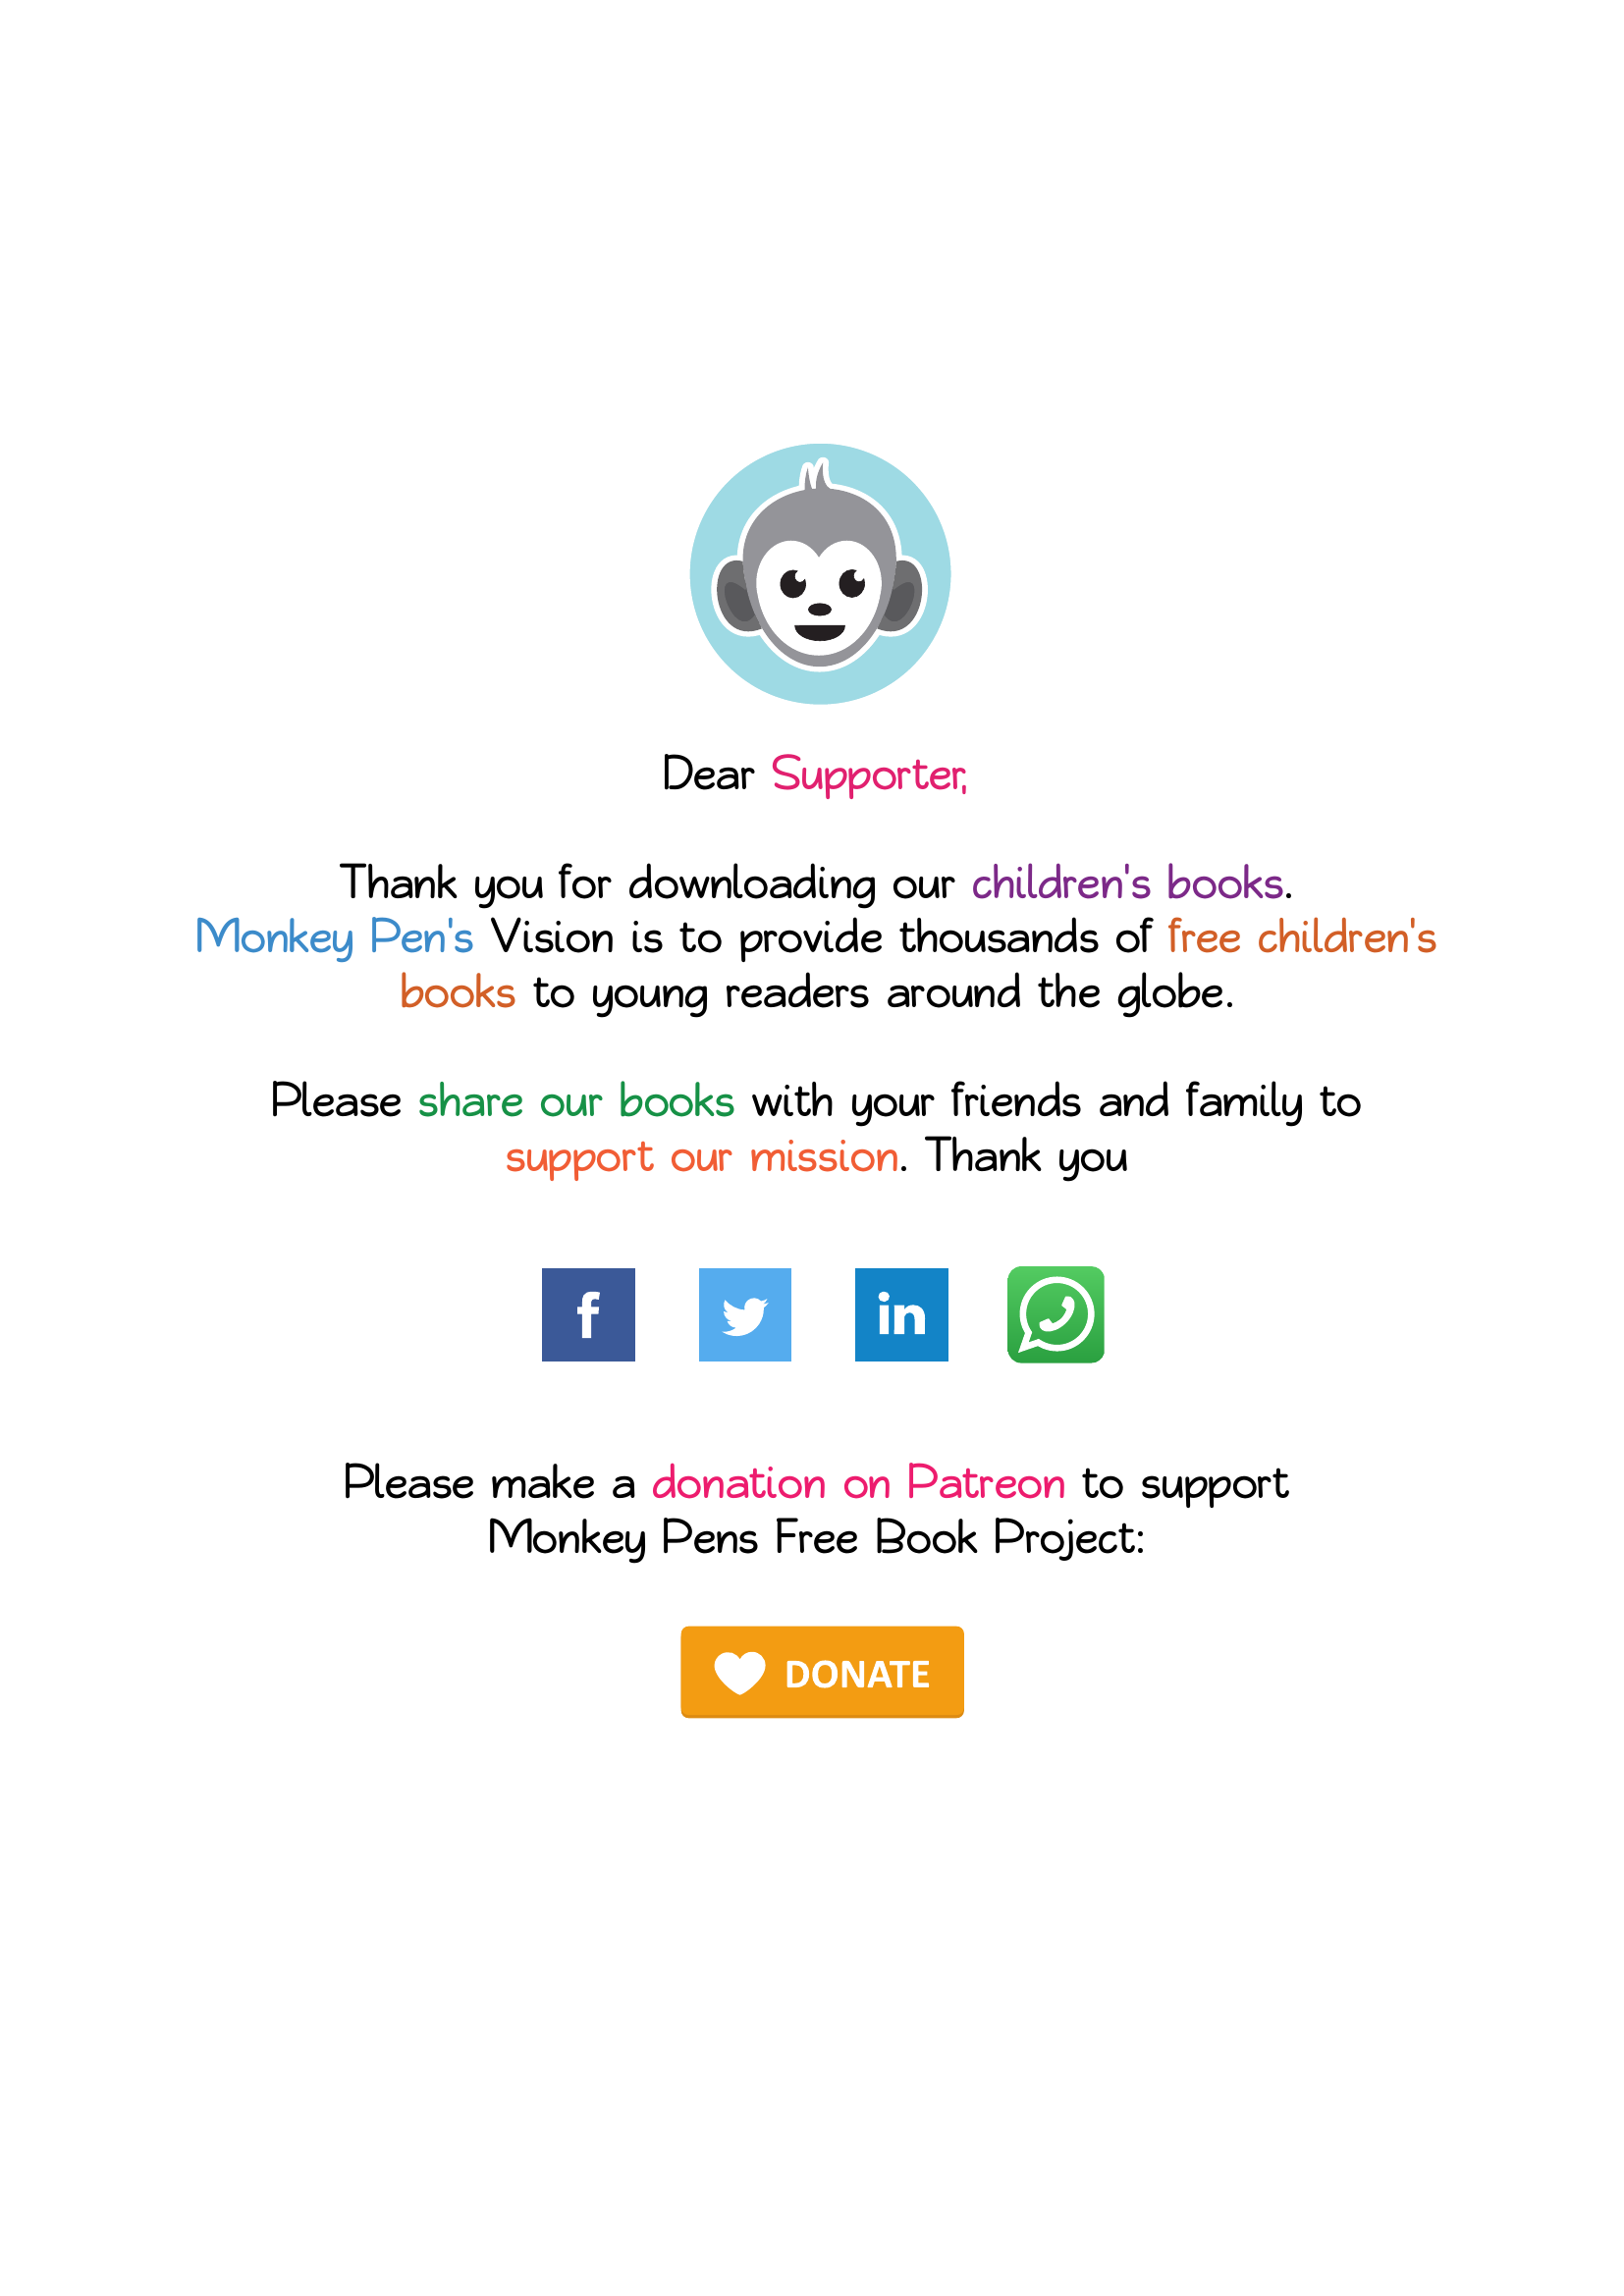 Dear Supporter,
Thank you for downloading our children's books.
Monkey Pen's Vision is to provide thousands of free children's
books to young readers around the globe.
Please share our books with your friends and family to
support our mission. Thank you
f in
Please make a donation on Patreon to support
Monkey Pens Free Book Project:
DONATE